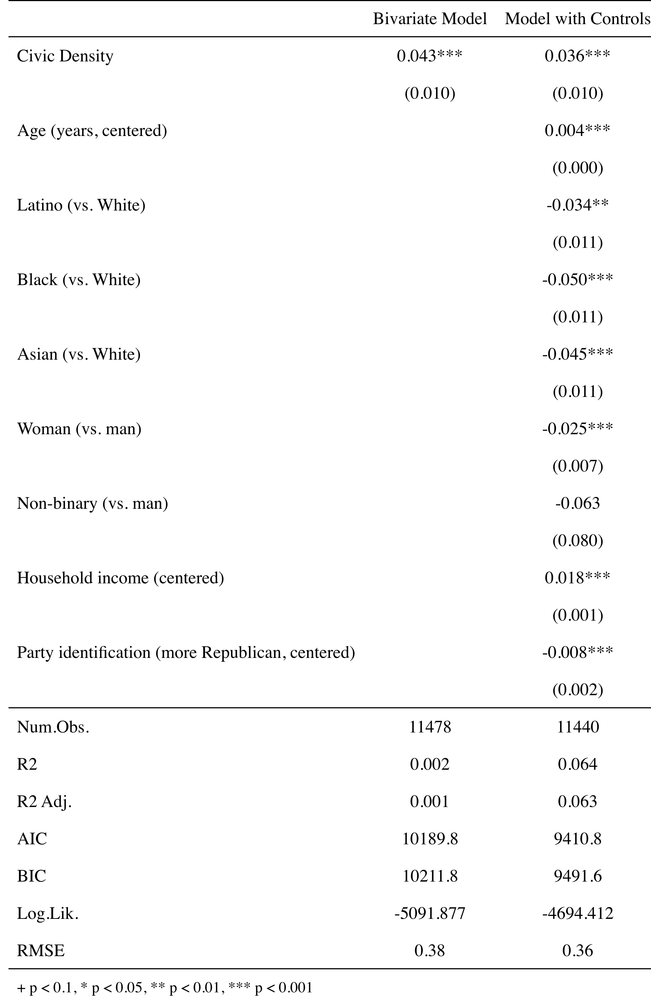 Bivariate Model Model with Controls
Civic Density 0.043*** 0.036***
(0.010) (0.010)
Age (years, centered) 0.004***
(0.000)
Latino (vs. White) -0.034**
(0.011)
Black (vs. White) -0.050***
(0.011)
Asian (vs. White) -0.045***
(0.011)
Woman (vs. man) -0.025***
(0.007)
Non-binary (vs. man) -0.063
(0.080)
Household income (centered) 0.018***
(0.001)
Party identification (more Republican, centered) -0.008***
(0.002)
Num.Obs. 11478 11440
R2 0.002 0.064
R2 Adj. 0.001 0.063
AIC 10189.8 9410.8
BIC 10211.8 9491.6
Log.Lik. -5091.877 -4694.412
RMSE 0.38 0.36
+ p < 0.1, * p < 0.05, ** p < 0.01, *** p < 0.001